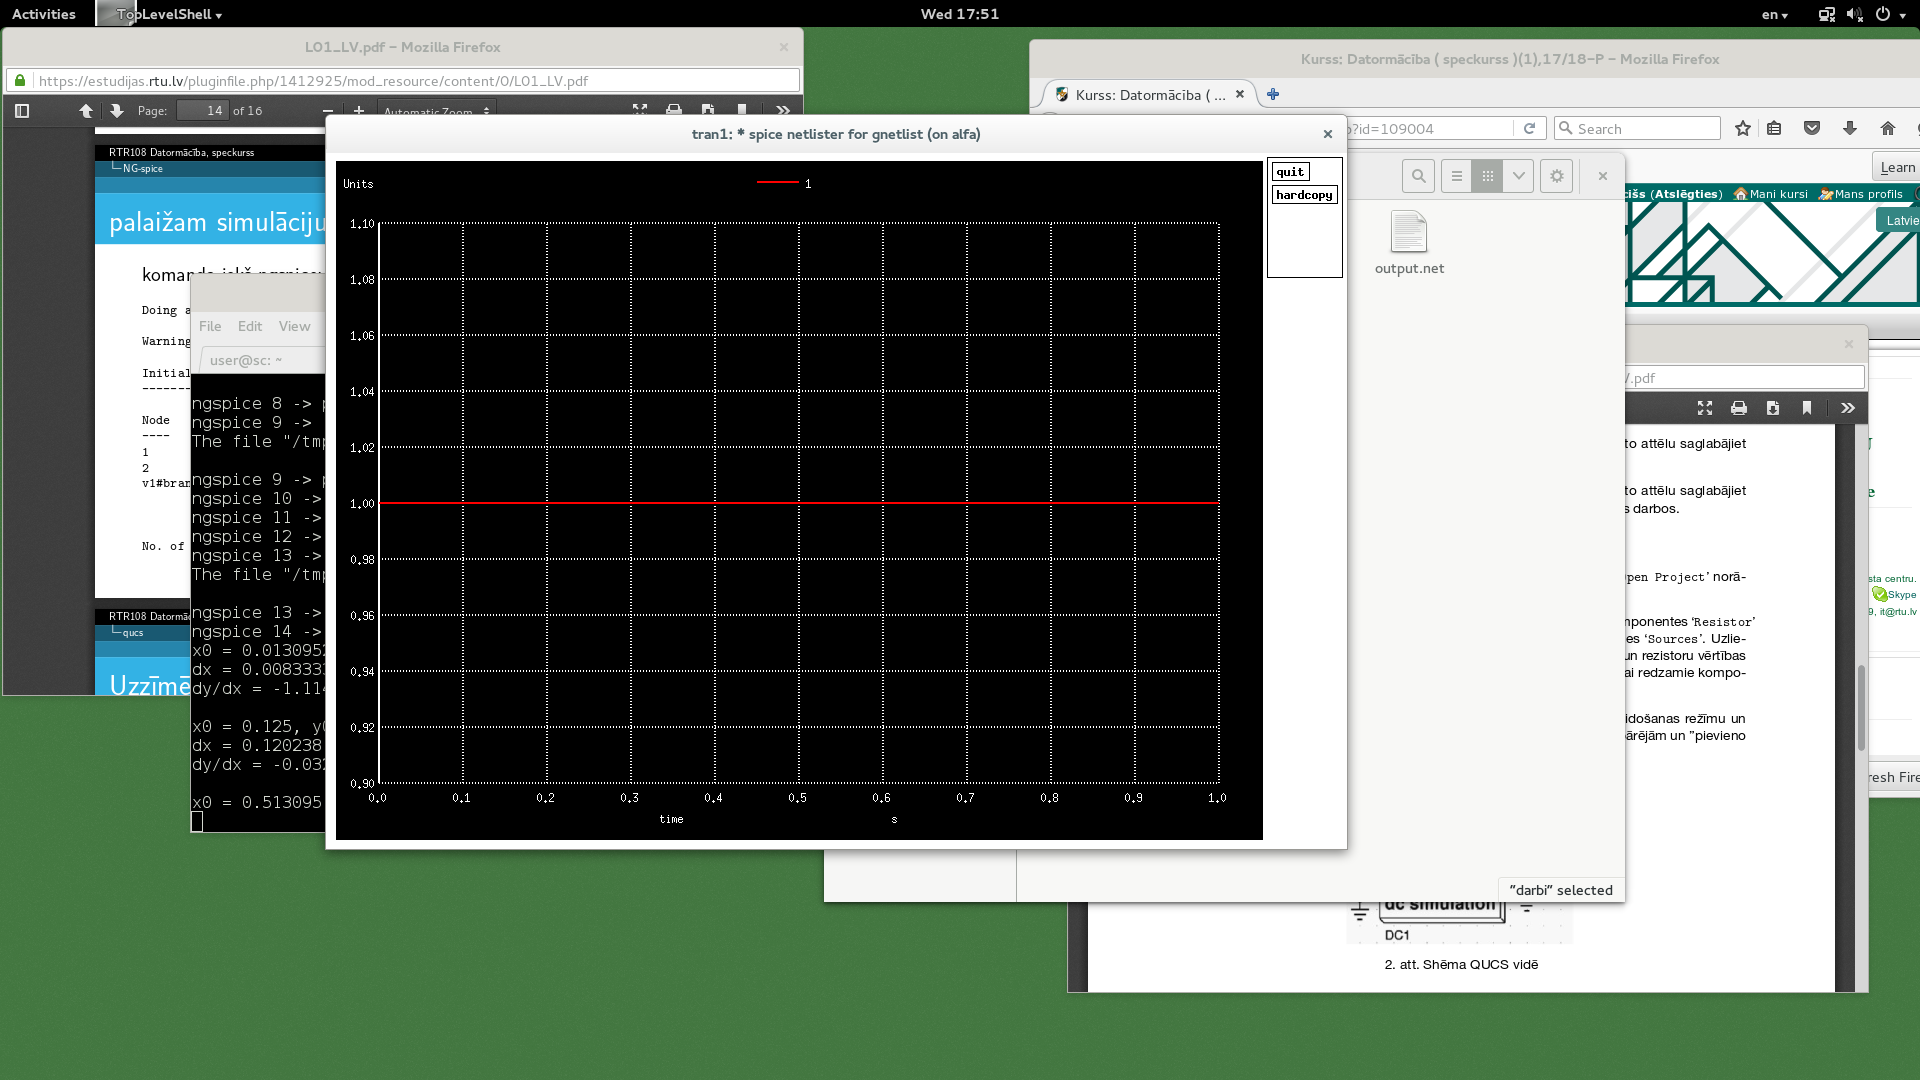 Activities
TopLevelShell
Wed 17:51
en
L01_LV.pdf – Mozilla Firefox
https://estudijas.rtu.lv/pluginfile.php/1412925/mod_resource/content/0/L01_LV.pdf
Page: 14 of 16
Automatic Zoom
RTR108 Datormācība, speckurss
NG-spice
palaižam simulāciju
Doing a
Warning
Initial
--------
Node
----
1
2
v1#bran
No. of
RTR108 Datormāc
qucs
Uzzīmē
File Edit View
user@sc: ~
ngspice 8 -> p
ngspice 9 ->
The file "/tmp
ngspice 9 -> p
ngspice 10 ->
ngspice 11 ->
ngspice 12 ->
ngspice 13 ->
The file "/tmp
ngspice 13 ->
ngspice 14 ->
x0 = 0.013095
dx = 0.008333
dy/dx = -1.114
x0 = 0.125, y0
dx = 0.120238
dy/dx = -0.032
x0 = 0.513095
tran1: * spice netlister for gnetlist (on alfa)
quit
hardcopy
Units
1
1.10
1.08
1.06
1.04
1.02
1.00
0.98
0.96
0.94
0.92
0.90
0.0 0.1 0.2 0.3 0.4 0.5 0.6 0.7 0.8 0.9 1.0
time s
Kurss: Datormācība ( speckurss )(1),17/18-P – Mozilla Firefox
Kurss: Datormācība ( ...
?id=109004
Search
Learn
cišs (Atslēgties) Mani kursi Mans profils
Latvie
output.net
"darbi" selected
.pdf
to attēlu saglabājiet
to attēlu saglabājiet
s darbos.
pen Project' norā-
mponentes 'Resistor'
es 'Sources'. Uzlie-
un rezistoru vērtības
ai redzamie kompo-
idošanas režīmu un
pārējām un "pievieno
dc simulation
DC1
2. att. Shēma QUCS vidē
sta centru.
Skype
9, it@rtu.lv
resh Fire